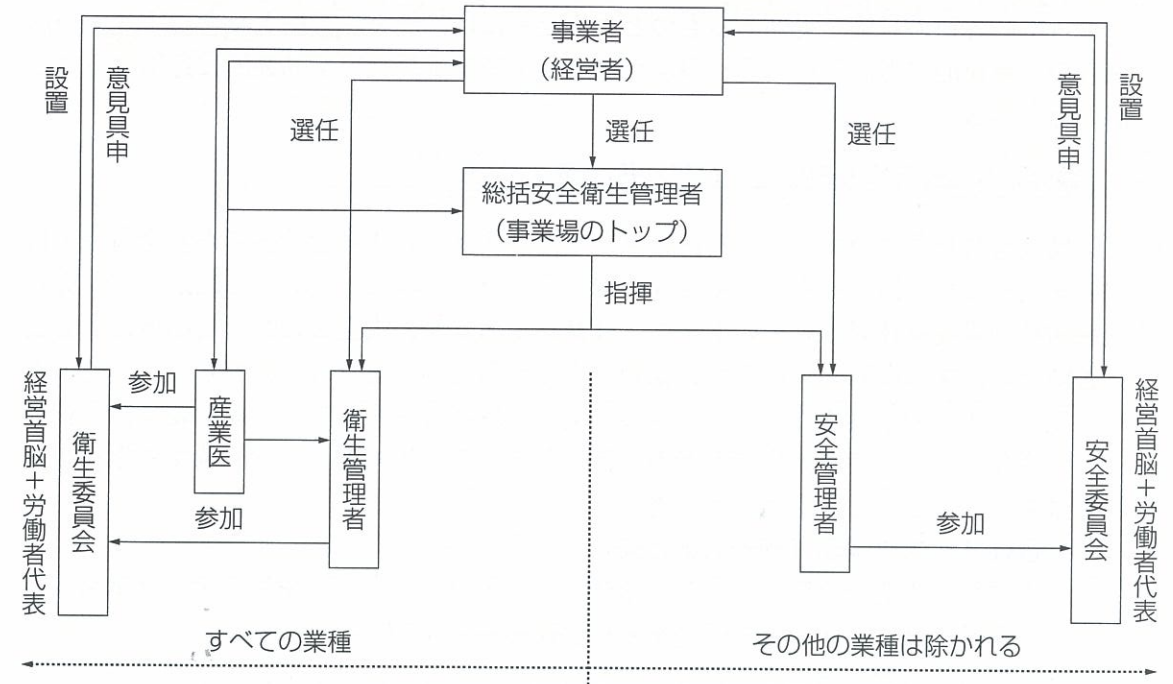 事業者
（経営者）
設置
意見具申
選任
選任
選任
意見具申
設置
総括安全衛生管理者
（事業場のトップ）
指揮
経営首脳＋労働者代表
衛生委員会
参加
産業医
衛生管理者
参加
安全管理者
参加
安全委員会
経営首脳＋労働者代表
すべての業種
その他の業種は除かれる